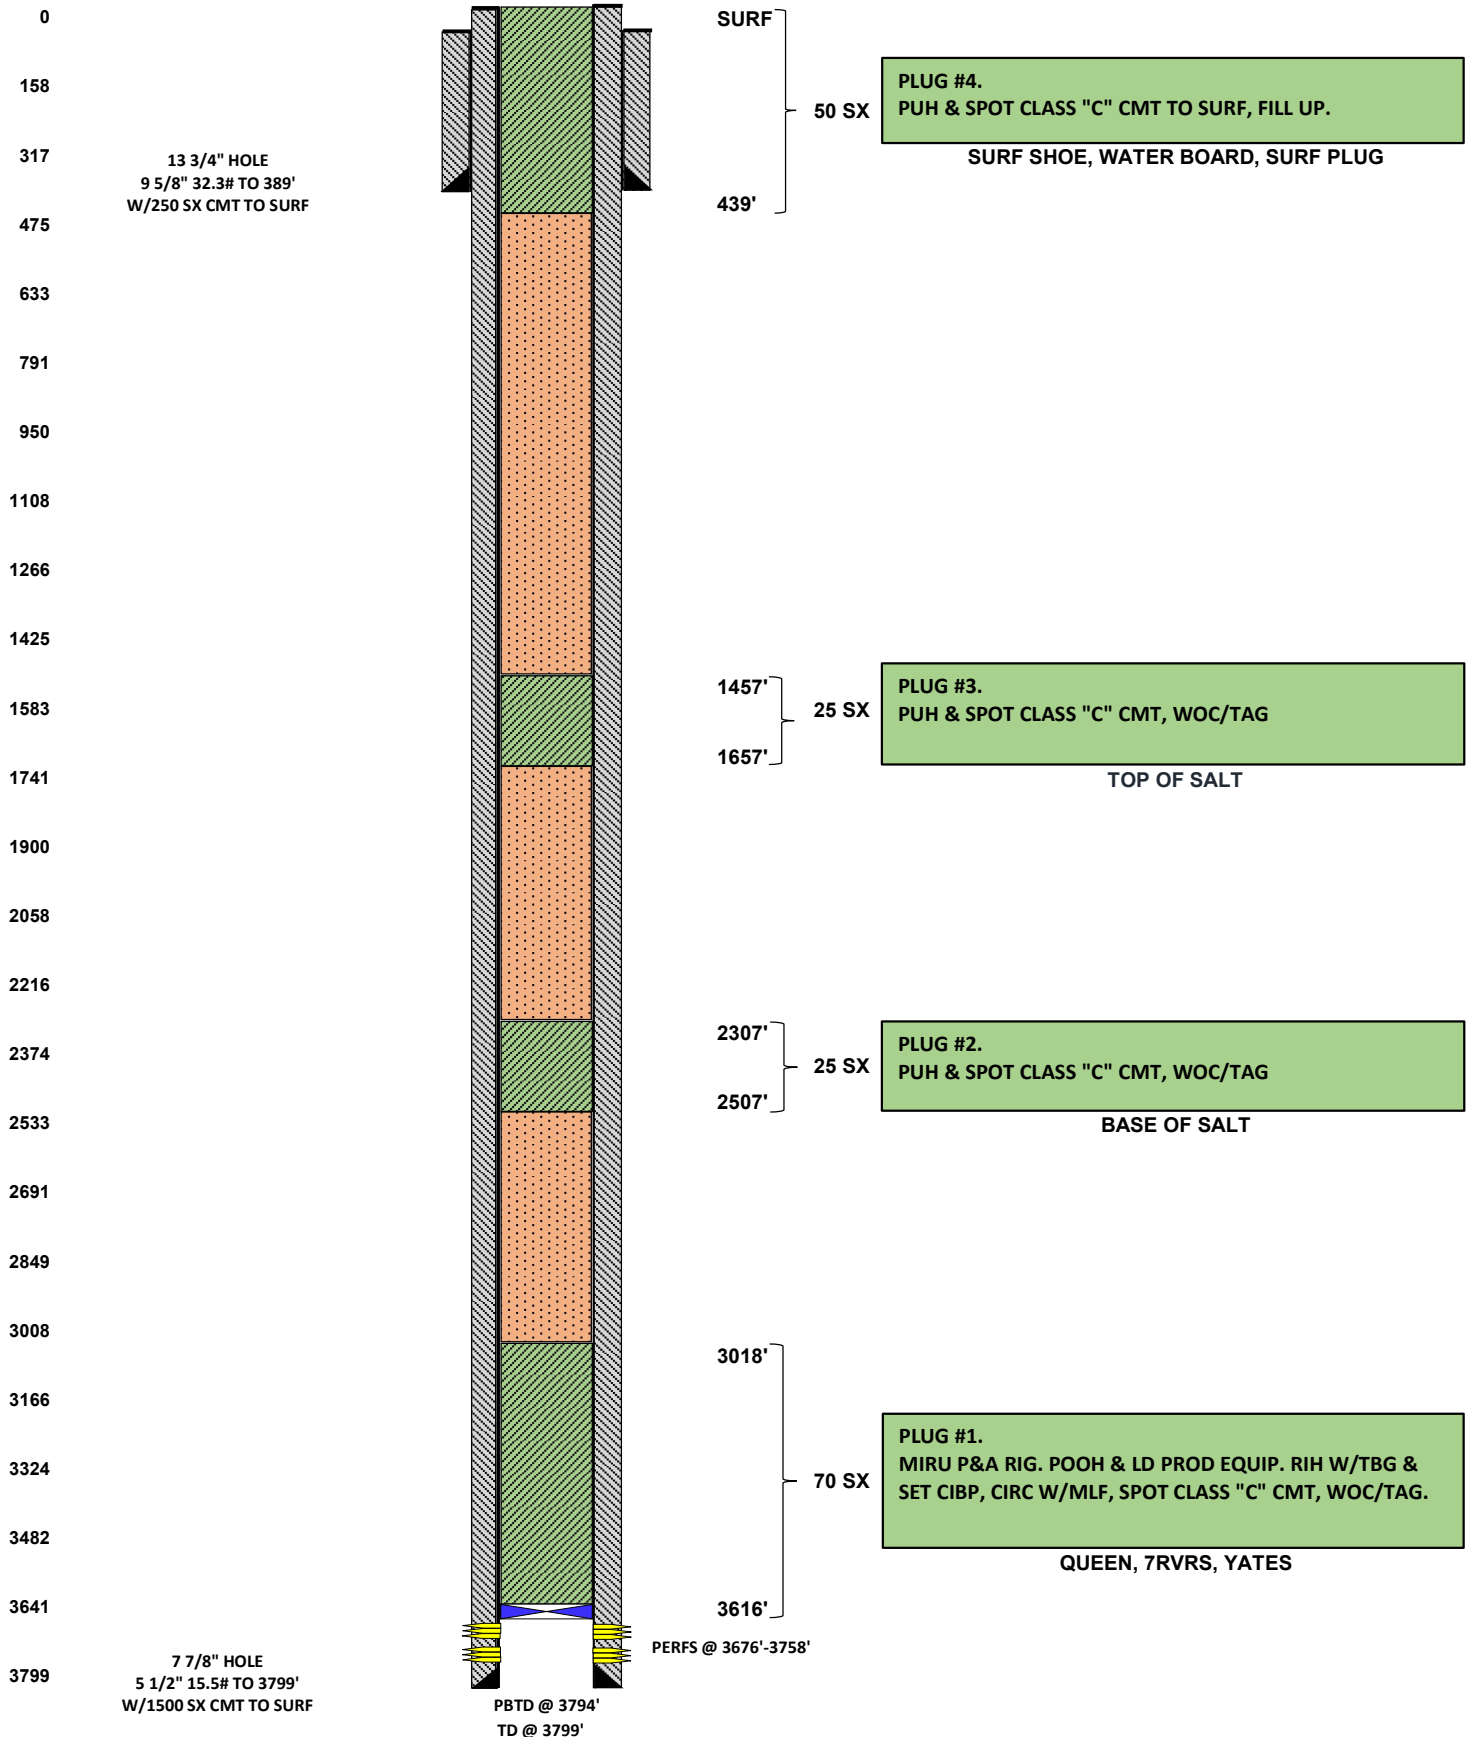 0
158
317
475
633
791
950
1108
1266
1425
1583
1741
1900
2058
2216
2374
2533
2691
2849
3008
3166
3324
3482
3641
3799
13 3/4" HOLE
9 5/8" 32.3# TO 389'
W/250 SX CMT TO SURF
7 7/8" HOLE
5 1/2" 15.5# TO 3799'
W/1500 SX CMT TO SURF
SURF
50 SX
439'
PLUG #4.
PUH & SPOT CLASS "C" CMT TO SURF, FILL UP.
SURF SHOE, WATER BOARD, SURF PLUG
1457'
25 SX
1657'
PLUG #3.
PUH & SPOT CLASS "C" CMT, WOC/TAG
TOP OF SALT
2307'
25 SX
2507'
PLUG #2.
PUH & SPOT CLASS "C" CMT, WOC/TAG
BASE OF SALT
3018'
70 SX
3616'
PLUG #1.
MIRU P&A RIG. POOH & LD PROD EQUIP. RIH W/TBG &
SET CIBP, CIRC W/MLF, SPOT CLASS "C" CMT, WOC/TAG.
QUEEN, 7RVRS, YATES
PERFS @ 3676'-3758'
PBTD @ 3794'
TD @ 3799'